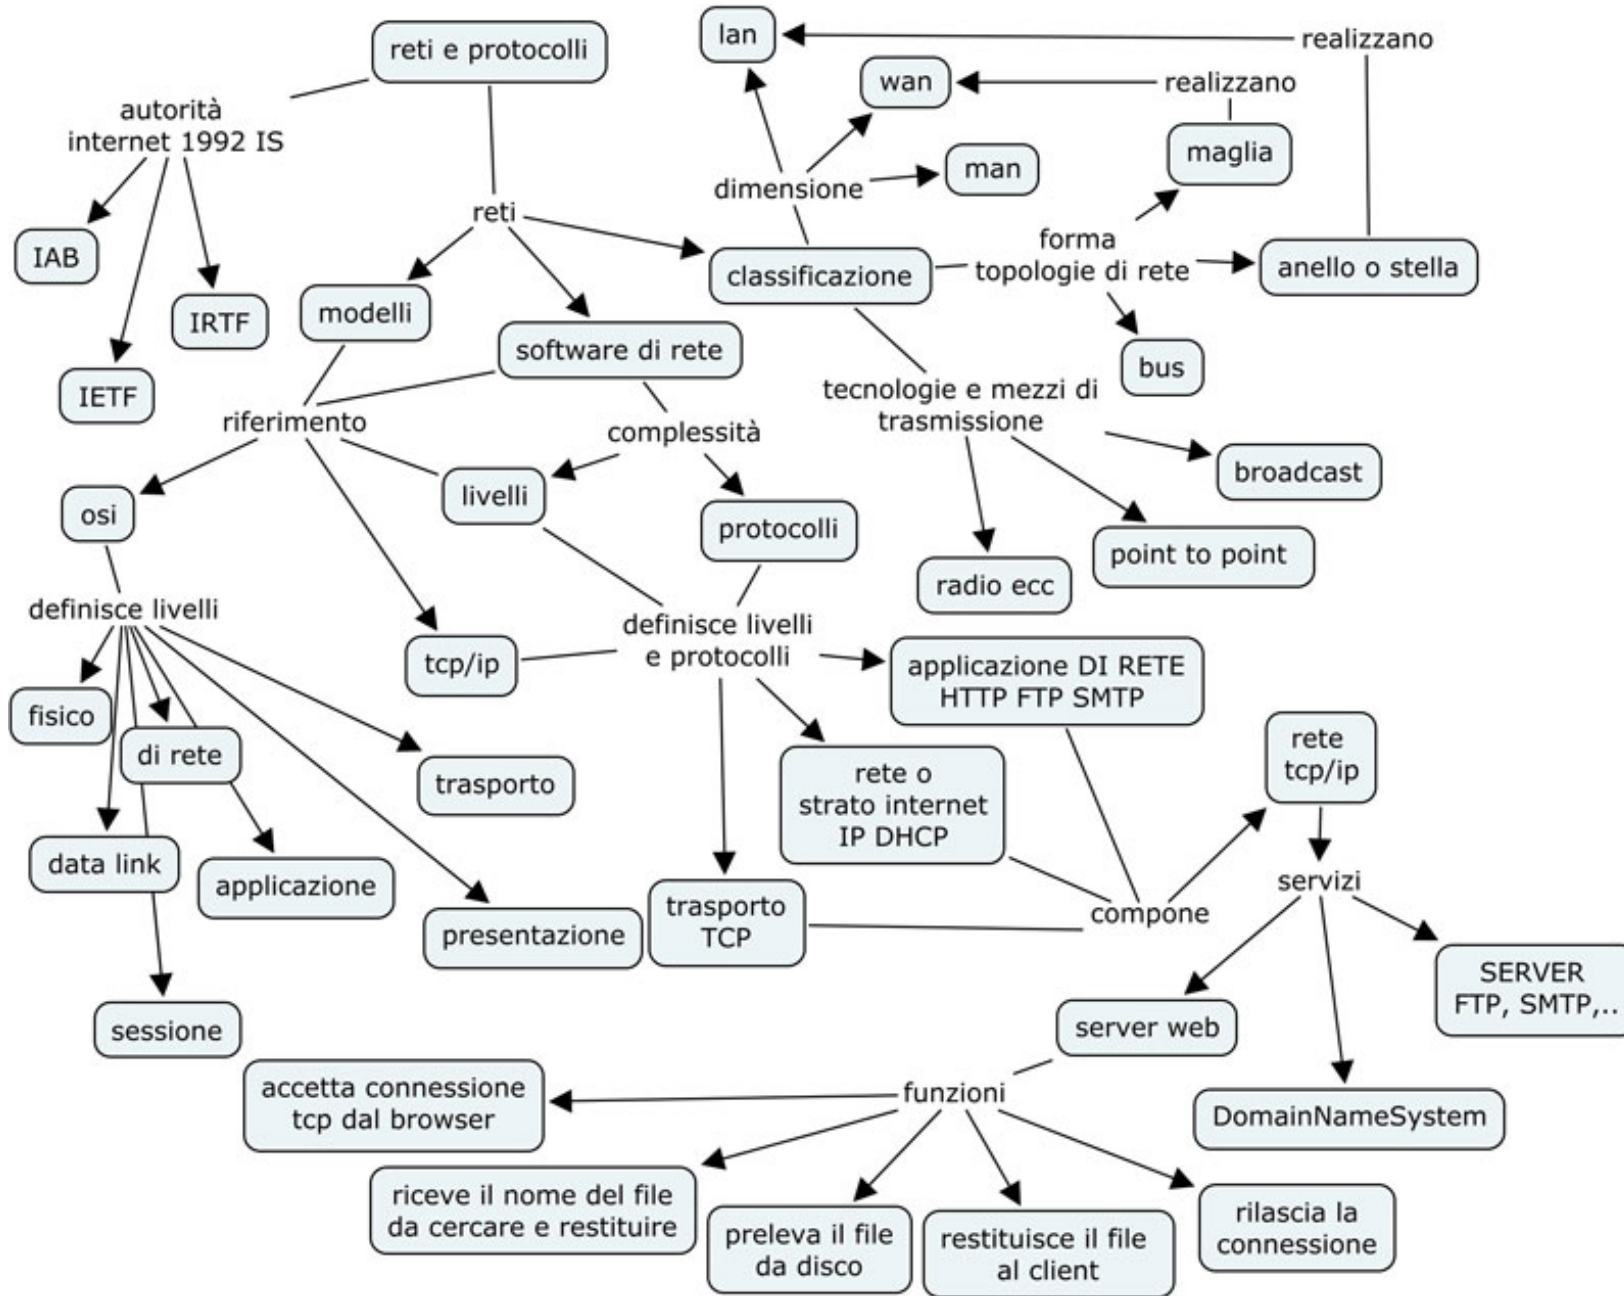 reti e protocolli
lan
realizzano
wan
realizzano
autorità
internet 1992 IS
maglia
man
dimensione
reti
IAB
forma
topologie di rete
classificazione
anello o stella
modelli
IRTF
software di rete
bus
IETF
tecnologie e mezzi di
trasmissione
riferimento
complessità
broadcast
osi
livelli
protocolli
point to point
radio ecc
definisce livelli
definisce livelli
e protocolli
tcp/ip
applicazione DI RETE
HTTP FTP SMTP
fisico
di rete
trasporto
rete o
strato internet
IP DHCP
rete
tcp/ip
data link
applicazione
servizi
presentazione
trasporto
TCP
compone
sessione
server web
SERVER
FTP, SMTP,..
accetta connessione
tcp dal browser
funzioni
DomainNameSystem
riceve il nome del file
da cercare e restituire
preleva il file
da disco
restituisce il file
al client
rilascia la
connessione